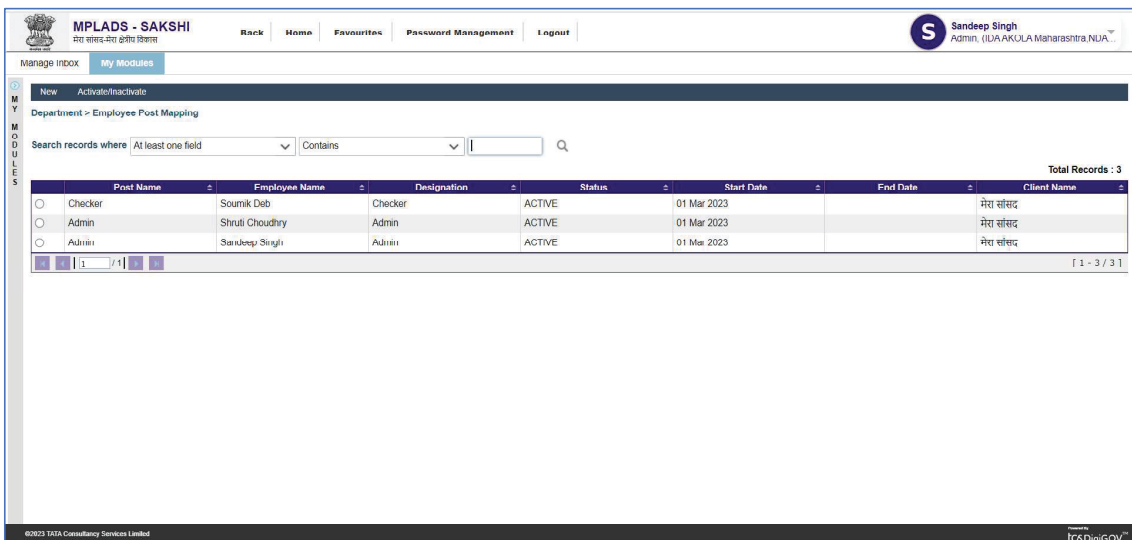 MPLADS - SAKSHI
मेरा सांसद-मेरा क्षेत्रीय विकास
Back Home Favourites Password Management Logout
S
Sandeep Singh
Admin, (IDA AKOLA Maharashtra,NDA...
Manage Inbox My Modules
MY MODULES
New Activate/Inactivate
Department > Employee Post Mapping
Search records where At least one field Contains
Total Records : 3
Post Name Employee Name Designation Status Start Date End Date Client Name
Checker Soumik Deb Checker ACTIVE 01 Mar 2023 मेरा सांसद
Admin Shruti Choudhry Admin ACTIVE 01 Mar 2023 मेरा सांसद
Admin Sandeep Singh Admin ACTIVE 01 Mar 2023 मेरा सांसद
1 / 1 [ 1 - 3 / 3 ]
©2023 TATA Consultancy Services Limited
Powered By
tcs DigiGOV™